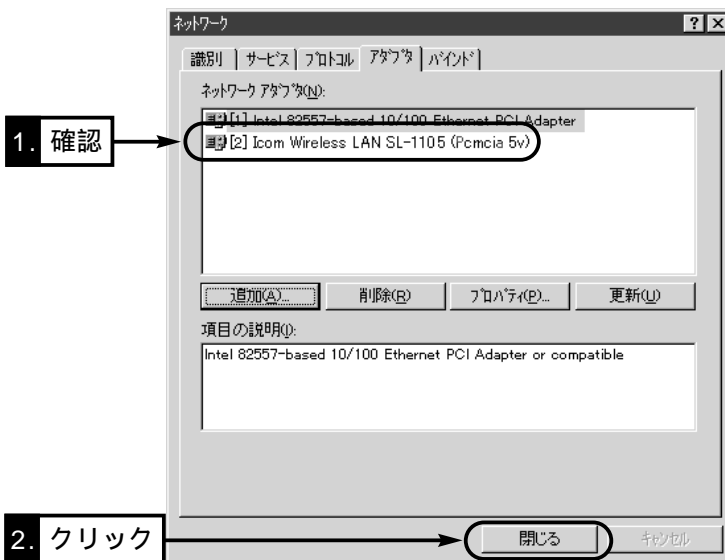 ネットワーク
識別 サービス プロトコル アダプタ バインド
ネットワーク アダプタ(N):
[1] Intel 82557-based 10/100 Ethernet PCI Adapter
1. 確認
[2] Icom Wireless LAN SL-1105 (Pcmcia 5v)
追加(A)... 削除(R) プロパティ(P)... 更新(U)
項目の説明(I):
Intel 82557-based 10/100 Ethernet PCI Adapter or compatible
2. クリック
閉じる キャンセル